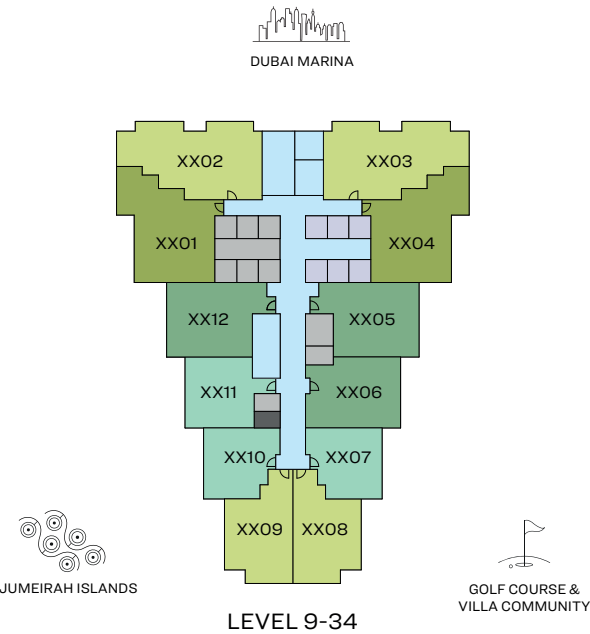 DUBAI MARINA
XX02
XX03
XX01
XX04
XX12
XX05
XX11
XX06
XX10
XX07
XX09
XX08
JUMEIRAH ISLANDS
GOLF COURSE &
VILLA COMMUNITY
LEVEL 9-34